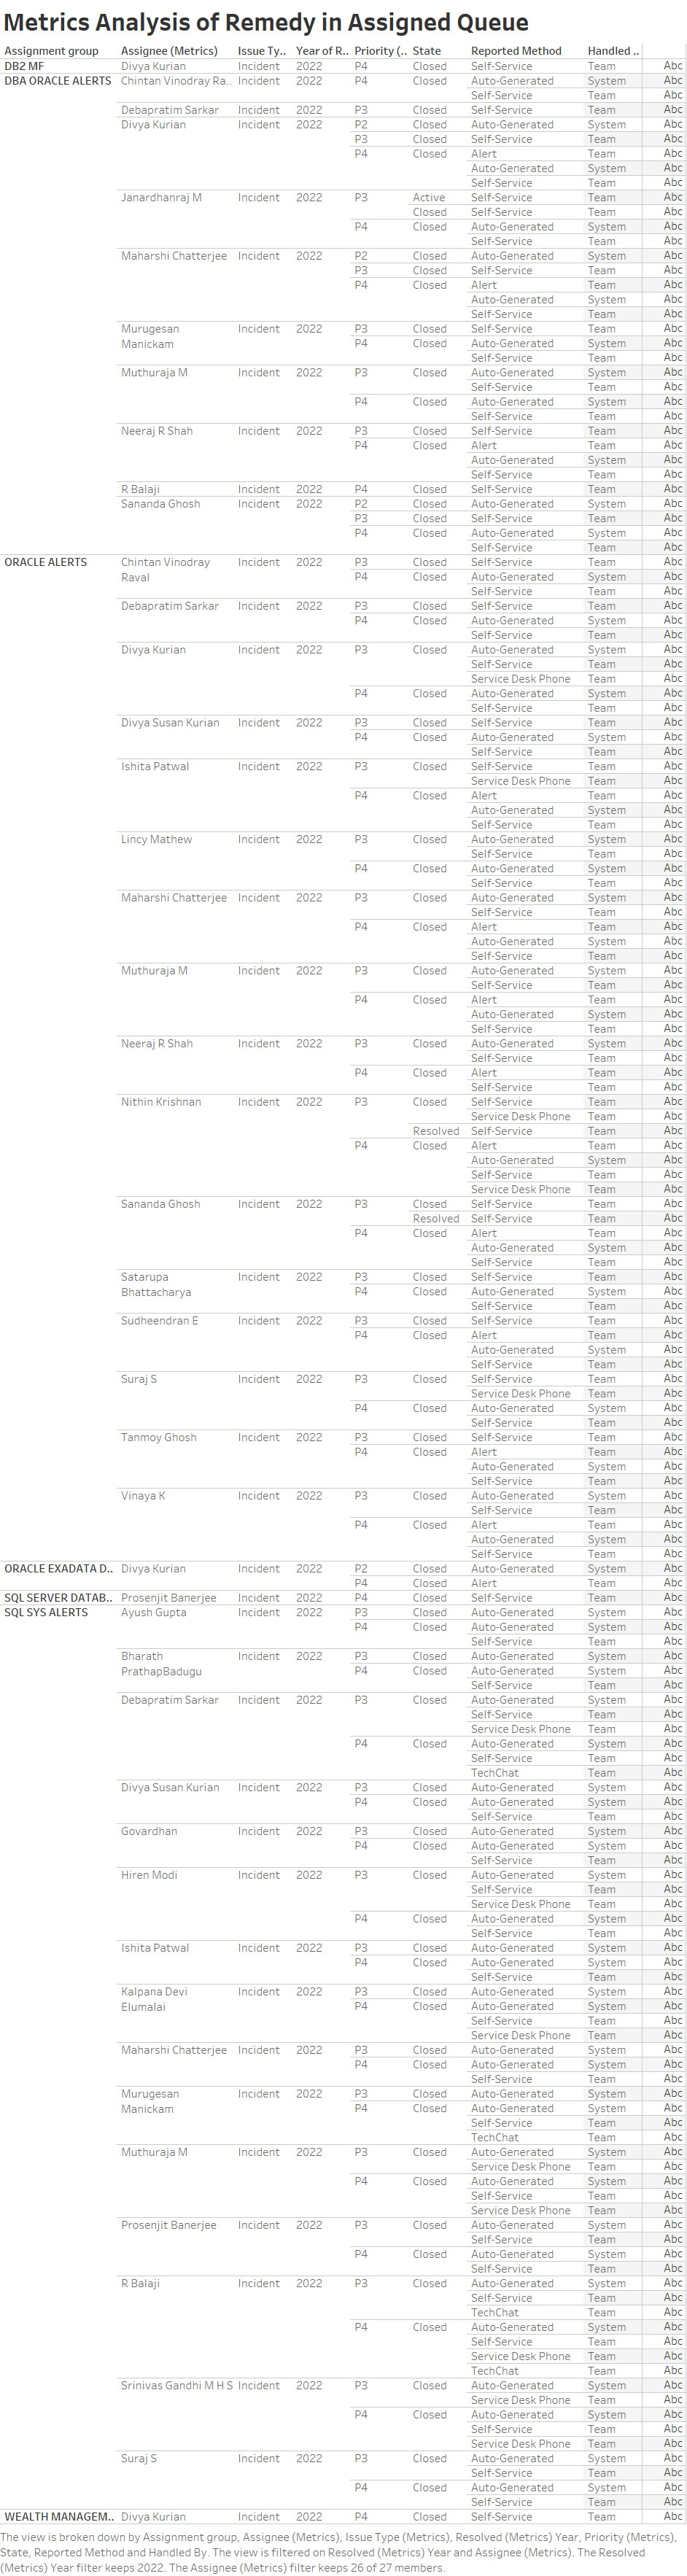 Metrics Analysis of Remedy in Assigned Queue
Assignment group Assignee (Metrics) Issue Ty.. Year of R.. Priority (.. State Reported Method Handled ..
DB2 MF Divya Kurian Incident 2022 P4 Closed Self-Service Team Abc
DBA ORACLE ALERTS Chintan Vinodray Ra.. Incident 2022 P4 Closed Auto-Generated System Abc
Self-Service Team Abc
Debapratim Sarkar Incident 2022 P3 Closed Self-Service Team Abc
Divya Kurian Incident 2022 P2 Closed Auto-Generated System Abc
P3 Closed Self-Service Team Abc
P4 Closed Alert Team Abc
Auto-Generated System Abc
Self-Service Team Abc
Janardhanraj M Incident 2022 P3 Active Self-Service Team Abc
Closed Self-Service Team Abc
P4 Closed Auto-Generated System Abc
Self-Service Team Abc
Maharshi Chatterjee Incident 2022 P2 Closed Auto-Generated System Abc
P3 Closed Self-Service Team Abc
P4 Closed Alert Team Abc
Auto-Generated System Abc
Self-Service Team Abc
Murugesan Incident 2022 P3 Closed Self-Service Team Abc
Manickam P4 Closed Auto-Generated System Abc
Self-Service Team Abc
Muthuraja M Incident 2022 P3 Closed Auto-Generated System Abc
Self-Service Team Abc
P4 Closed Auto-Generated System Abc
Self-Service Team Abc
Neeraj R Shah Incident 2022 P3 Closed Self-Service Team Abc
P4 Closed Alert Team Abc
Auto-Generated System Abc
Self-Service Team Abc
R Balaji Incident 2022 P4 Closed Self-Service Team Abc
Sananda Ghosh Incident 2022 P2 Closed Auto-Generated System Abc
P3 Closed Self-Service Team Abc
P4 Closed Auto-Generated System Abc
Self-Service Team Abc
ORACLE ALERTS Chintan Vinodray Incident 2022 P3 Closed Self-Service Team Abc
Raval P4 Closed Auto-Generated System Abc
Self-Service Team Abc
Debapratim Sarkar Incident 2022 P3 Closed Self-Service Team Abc
P4 Closed Auto-Generated System Abc
Self-Service Team Abc
Divya Kurian Incident 2022 P3 Closed Auto-Generated System Abc
Self-Service Team Abc
Service Desk Phone Team Abc
P4 Closed Auto-Generated System Abc
Self-Service Team Abc
Divya Susan Kurian Incident 2022 P3 Closed Self-Service Team Abc
P4 Closed Auto-Generated System Abc
Self-Service Team Abc
Ishita Patwal Incident 2022 P3 Closed Self-Service Team Abc
Service Desk Phone Team Abc
P4 Closed Alert Team Abc
Auto-Generated System Abc
Self-Service Team Abc
Lincy Mathew Incident 2022 P3 Closed Auto-Generated System Abc
Self-Service Team Abc
P4 Closed Auto-Generated System Abc
Self-Service Team Abc
Maharshi Chatterjee Incident 2022 P3 Closed Auto-Generated System Abc
Self-Service Team Abc
P4 Closed Alert Team Abc
Auto-Generated System Abc
Self-Service Team Abc
Muthuraja M Incident 2022 P3 Closed Auto-Generated System Abc
Self-Service Team Abc
P4 Closed Alert Team Abc
Auto-Generated System Abc
Self-Service Team Abc
Neeraj R Shah Incident 2022 P3 Closed Auto-Generated System Abc
Self-Service Team Abc
P4 Closed Alert Team Abc
Self-Service Team Abc
Nithin Krishnan Incident 2022 P3 Closed Self-Service Team Abc
Service Desk Phone Team Abc
Resolved Self-Service Team Abc
P4 Closed Alert Team Abc
Auto-Generated System Abc
Self-Service Team Abc
Service Desk Phone Team Abc
Sananda Ghosh Incident 2022 P3 Closed Self-Service Team Abc
Resolved Self-Service Team Abc
P4 Closed Alert Team Abc
Auto-Generated System Abc
Self-Service Team Abc
Satarupa Incident 2022 P3 Closed Self-Service Team Abc
Bhattacharya P4 Closed Auto-Generated System Abc
Self-Service Team Abc
Sudheendran E Incident 2022 P3 Closed Self-Service Team Abc
P4 Closed Alert Team Abc
Auto-Generated System Abc
Self-Service Team Abc
Suraj S Incident 2022 P3 Closed Self-Service Team Abc
Service Desk Phone Team Abc
P4 Closed Auto-Generated System Abc
Self-Service Team Abc
Tanmoy Ghosh Incident 2022 P3 Closed Self-Service Team Abc
P4 Closed Alert Team Abc
Auto-Generated System Abc
Self-Service Team Abc
Vinaya K Incident 2022 P3 Closed Auto-Generated System Abc
Self-Service Team Abc
P4 Closed Alert Team Abc
Auto-Generated System Abc
Self-Service Team Abc
ORACLE EXADATA D.. Divya Kurian Incident 2022 P2 Closed Auto-Generated System Abc
P4 Closed Alert Team Abc
SQL SERVER DATAB.. Prosenjit Banerjee Incident 2022 P4 Closed Self-Service Team Abc
SQL SYS ALERTS Ayush Gupta Incident 2022 P3 Closed Auto-Generated System Abc
P4 Closed Auto-Generated System Abc
Self-Service Team Abc
Bharath Incident 2022 P3 Closed Auto-Generated System Abc
PrathapBadugu P4 Closed Auto-Generated System Abc
Self-Service Team Abc
Debapratim Sarkar Incident 2022 P3 Closed Auto-Generated System Abc
Self-Service Team Abc
Service Desk Phone Team Abc
P4 Closed Auto-Generated System Abc
Self-Service Team Abc
TechChat Team Abc
Divya Susan Kurian Incident 2022 P3 Closed Auto-Generated System Abc
P4 Closed Auto-Generated System Abc
Self-Service Team Abc
Govardhan Incident 2022 P3 Closed Auto-Generated System Abc
P4 Closed Auto-Generated System Abc
Self-Service Team Abc
Hiren Modi Incident 2022 P3 Closed Auto-Generated System Abc
Self-Service Team Abc
Service Desk Phone Team Abc
P4 Closed Auto-Generated System Abc
Self-Service Team Abc
Ishita Patwal Incident 2022 P3 Closed Auto-Generated System Abc
P4 Closed Auto-Generated System Abc
Self-Service Team Abc
Kalpana Devi Incident 2022 P3 Closed Auto-Generated System Abc
Elumalai P4 Closed Auto-Generated System Abc
Self-Service Team Abc
Service Desk Phone Team Abc
Maharshi Chatterjee Incident 2022 P3 Closed Auto-Generated System Abc
P4 Closed Auto-Generated System Abc
Self-Service Team Abc
Murugesan Incident 2022 P3 Closed Auto-Generated System Abc
Manickam P4 Closed Auto-Generated System Abc
Self-Service Team Abc
TechChat Team Abc
Muthuraja M Incident 2022 P3 Closed Auto-Generated System Abc
Service Desk Phone Team Abc
P4 Closed Auto-Generated System Abc
Self-Service Team Abc
Service Desk Phone Team Abc
Prosenjit Banerjee Incident 2022 P3 Closed Auto-Generated System Abc
Self-Service Team Abc
P4 Closed Auto-Generated System Abc
Self-Service Team Abc
R Balaji Incident 2022 P3 Closed Auto-Generated System Abc
Self-Service Team Abc
TechChat Team Abc
P4 Closed Auto-Generated System Abc
Self-Service Team Abc
Service Desk Phone Team Abc
TechChat Team Abc
Srinivas Gandhi M H S Incident 2022 P3 Closed Auto-Generated System Abc
Service Desk Phone Team Abc
P4 Closed Auto-Generated System Abc
Self-Service Team Abc
Service Desk Phone Team Abc
Suraj S Incident 2022 P3 Closed Auto-Generated System Abc
Self-Service Team Abc
P4 Closed Auto-Generated System Abc
Self-Service Team Abc
WEALTH MANAGEM.. Divya Kurian Incident 2022 P4 Closed Self-Service Team Abc
The view is broken down by Assignment group, Assignee (Metrics), Issue Type (Metrics), Resolved (Metrics) Year, Priority (Metrics),
State, Reported Method and Handled By. The view is filtered on Resolved (Metrics) Year and Assignee (Metrics). The Resolved
(Metrics) Year filter keeps 2022. The Assignee (Metrics) filter keeps 26 of 27 members.